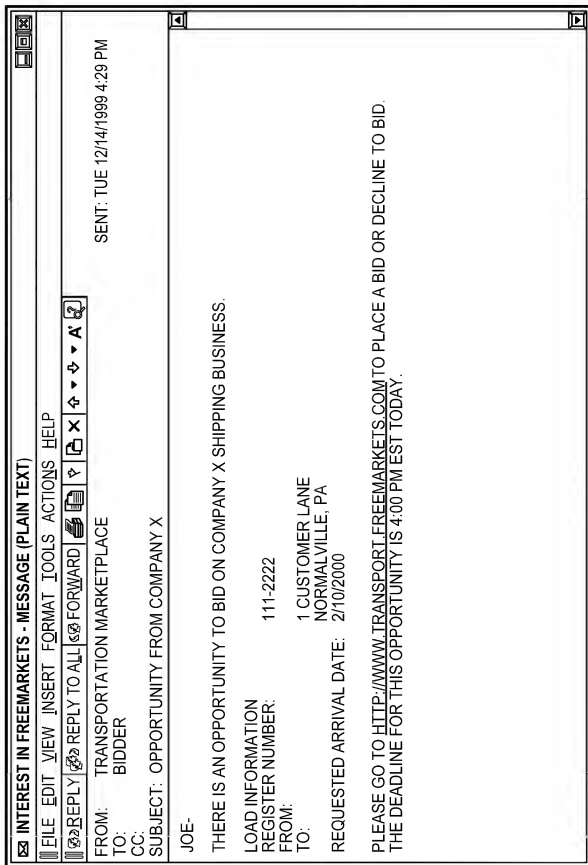 INTEREST IN FREEMARKETS - MESSAGE (PLAIN TEXT)
FILE EDIT VIEW INSERT FORMAT TOOLS ACTIONS HELP
REPLY REPLY TO ALL FORWARD A
FROM: TRANSPORTATION MARKETPLACE SENT: TUE 12/14/1999 4:29 PM
TO: BIDDER
CC:
SUBJECT: OPPORTUNITY FROM COMPANY X
JOE-
THERE IS AN OPPORTUNITY TO BID ON COMPANY X SHIPPING BUSINESS.
LOAD INFORMATION
REGISTER NUMBER: 111-2222
FROM:
TO: 1 CUSTOMER LANE
NORMALVILLE, PA
REQUESTED ARRIVAL DATE: 2/10/2000
PLEASE GO TO HTTP://WWW.TRANSPORT.FREEMARKETS.COM TO PLACE A BID OR DECLINE TO BID.
THE DEADLINE FOR THIS OPPORTUNITY IS 4:00 PM EST TODAY.